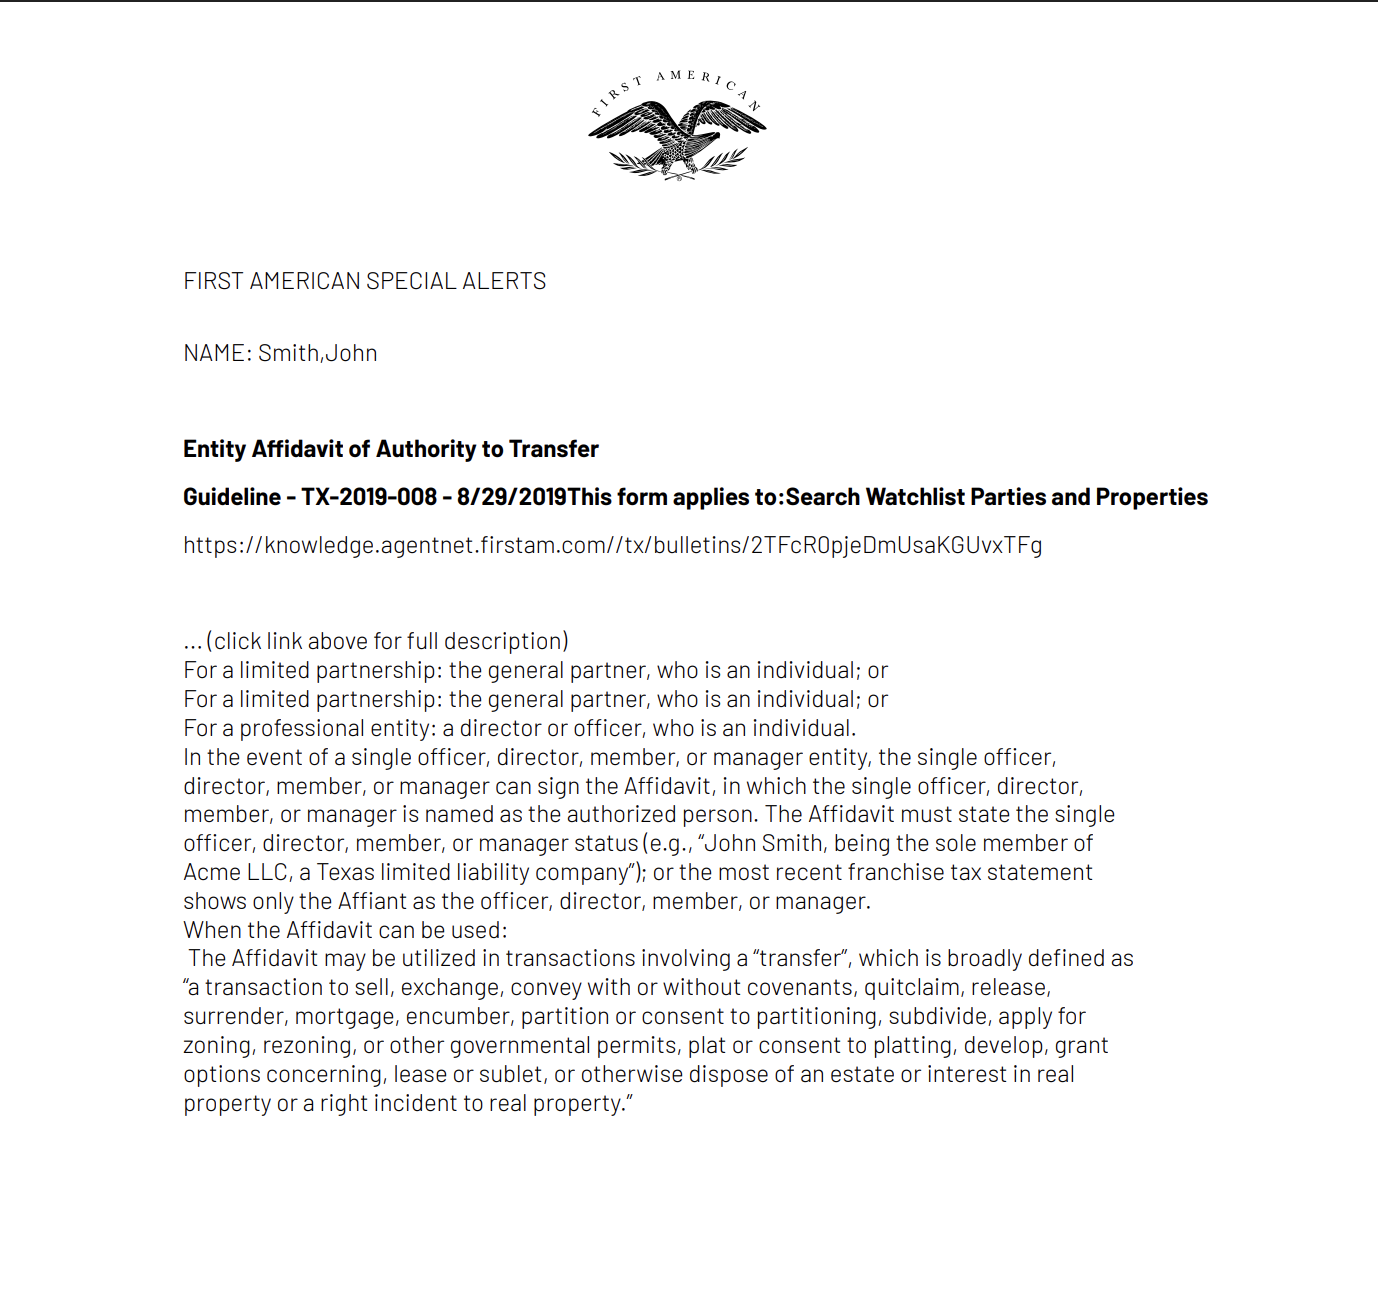 FIRST AMERICAN
FIRST AMERICAN SPECIAL ALERTS
NAME: Smith,John
Entity Affidavit of Authority to Transfer
Guideline - TX-2019-008 - 8/29/2019This form applies to:Search Watchlist Parties and Properties
https://knowledge.agentnet.firstam.com//tx/bulletins/2TFcR0pjeDmUsaKGUvxTFg
... (click link above for full description)
For a limited partnership: the general partner, who is an individual; or
For a limited partnership: the general partner, who is an individual; or
For a professional entity: a director or officer, who is an individual.
In the event of a single officer, director, member, or manager entity, the single officer,
director, member, or manager can sign the Affidavit, in which the single officer, director,
member, or manager is named as the authorized person. The Affidavit must state the single
officer, director, member, or manager status (e.g., “John Smith, being the sole member of
Acme LLC, a Texas limited liability company”); or the most recent franchise tax statement
shows only the Affiant as the officer, director, member, or manager.
When the Affidavit can be used:
The Affidavit may be utilized in transactions involving a “transfer”, which is broadly defined as
“a transaction to sell, exchange, convey with or without covenants, quitclaim, release,
surrender, mortgage, encumber, partition or consent to partitioning, subdivide, apply for
zoning, rezoning, or other governmental permits, plat or consent to platting, develop, grant
options concerning, lease or sublet, or otherwise dispose of an estate or interest in real
property or a right incident to real property.”